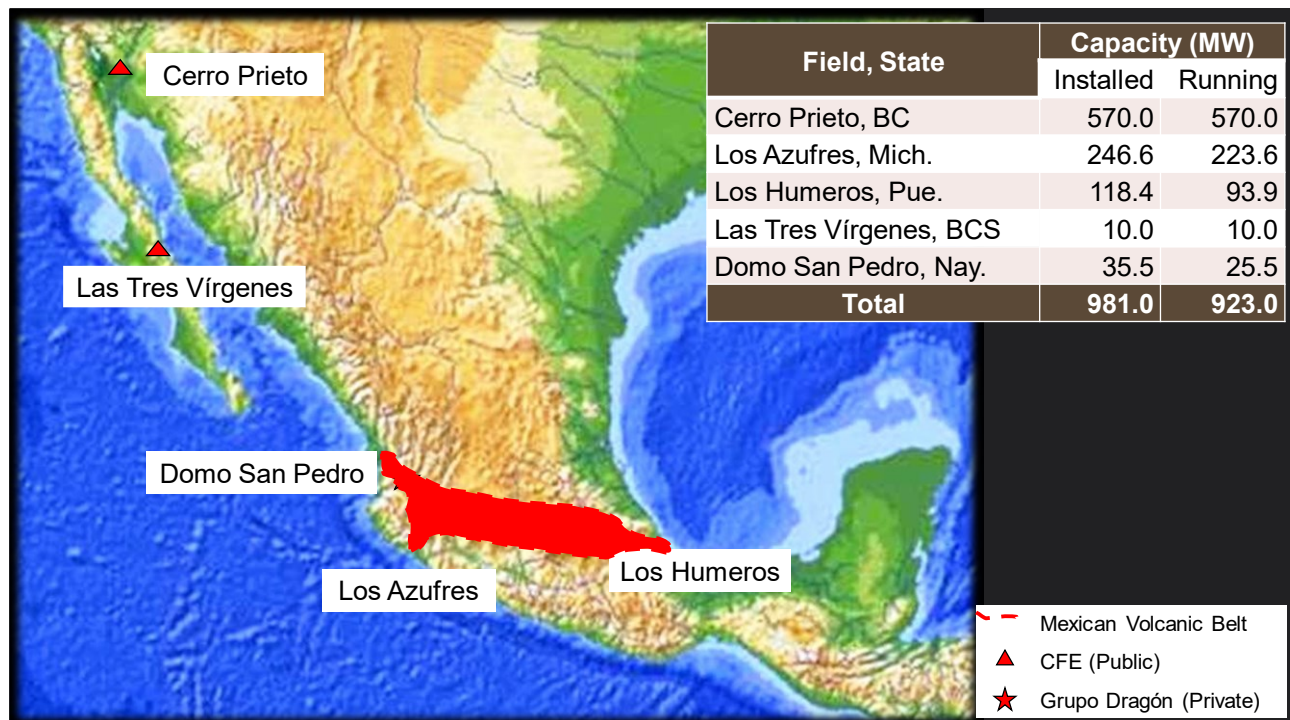 Field, State Capacity (MW)
Installed Running
Cerro Prieto, BC 570.0 570.0
Los Azufres, Mich. 246.6 223.6
Los Humeros, Pue. 118.4 93.9
Las Tres Vírgenes, BCS 10.0 10.0
Domo San Pedro, Nay. 35.5 25.5
Total 981.0 923.0
Cerro Prieto
Las Tres Vírgenes
Domo San Pedro
Los Azufres
Los Humeros
Mexican Volcanic Belt
CFE (Public)
Grupo Dragón (Private)